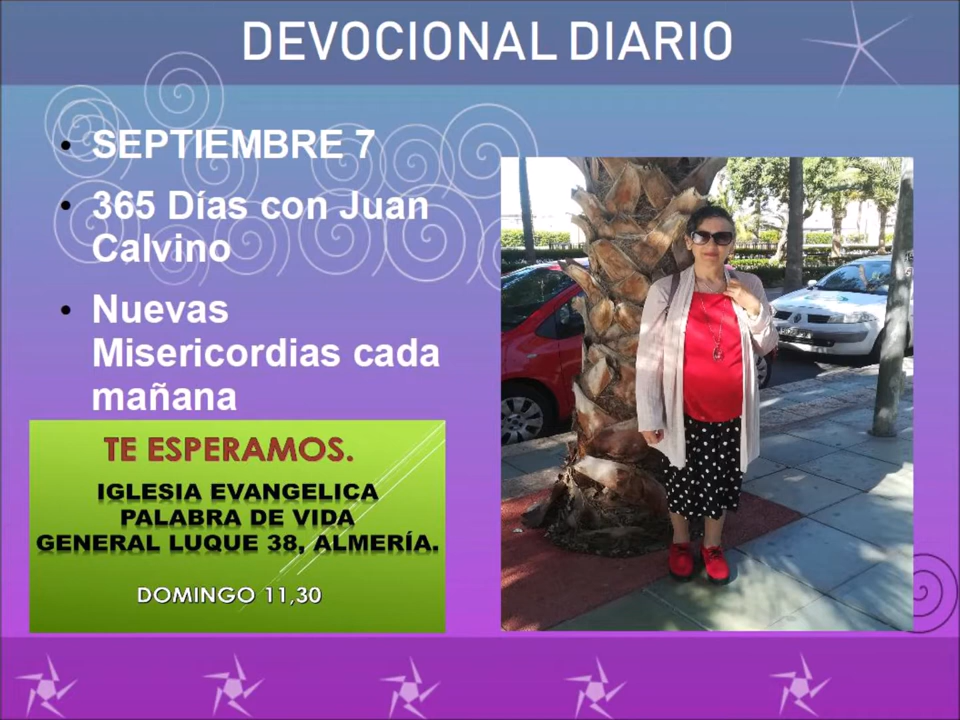 DEVOCIONAL DIARIO
• SEPTIEMBRE 7
• 365 Días con Juan
Calvino
• Nuevas
Misericordias cada
mañana
TE ESPERAMOS.
IGLESIA EVANGELICA
PALABRA DE VIDA
GENERAL LUQUE 38, ALMERÍA.
DOMINGO 11,30